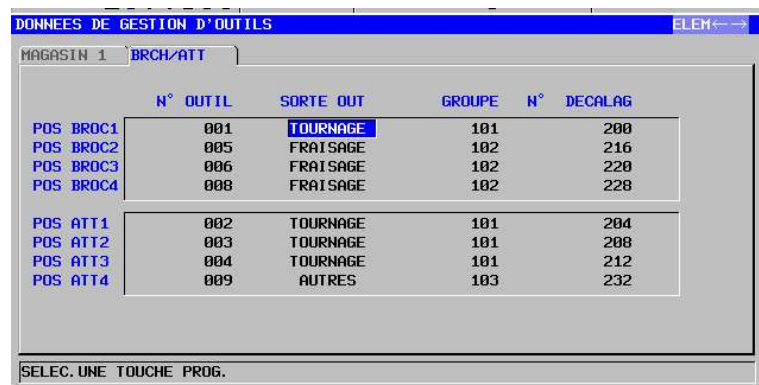 DONNEES DE GESTION D'OUTILS ELEM←→
MAGASIN 1 BRCH/ATT
N° OUTIL SORTE OUT GROUPE N° DECALAG
POS BROC1 001 TOURNAGE 101 200
POS BROC2 005 FRAISAGE 102 216
POS BROC3 006 FRAISAGE 102 220
POS BROC4 008 FRAISAGE 102 228
POS ATT1 002 TOURNAGE 101 204
POS ATT2 003 TOURNAGE 101 208
POS ATT3 004 TOURNAGE 101 212
POS ATT4 009 AUTRES 103 232
SELEC.UNE TOUCHE PROG.